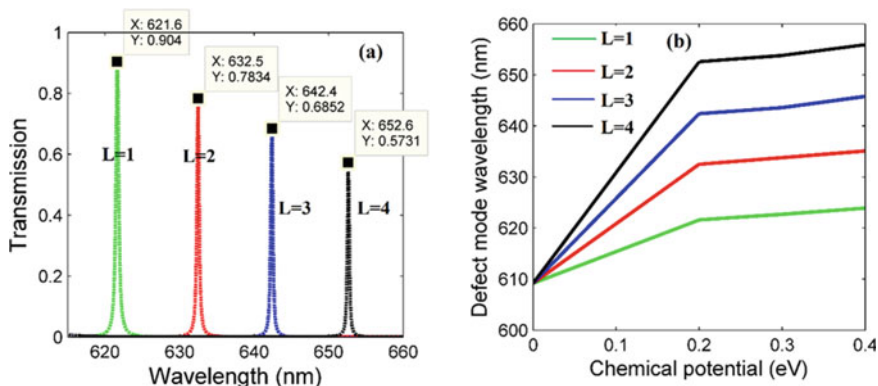 X: 621.6
Y: 0.904
(a)
X: 632.5
Y: 0.7834
X: 642.4
Y: 0.6852
X: 652.6
Y: 0.5731
L=1
L=2
L=3
L=4
Transmission
1
0.8
0.6
0.4
0.2
0
620
630
640
650
660
Wavelength (nm)
(b)
L=1
L=2
L=3
L=4
Defect mode wavelength (nm)
660
650
640
630
620
610
600
0
0.1
0.2
0.3
0.4
Chemical potential (eV)